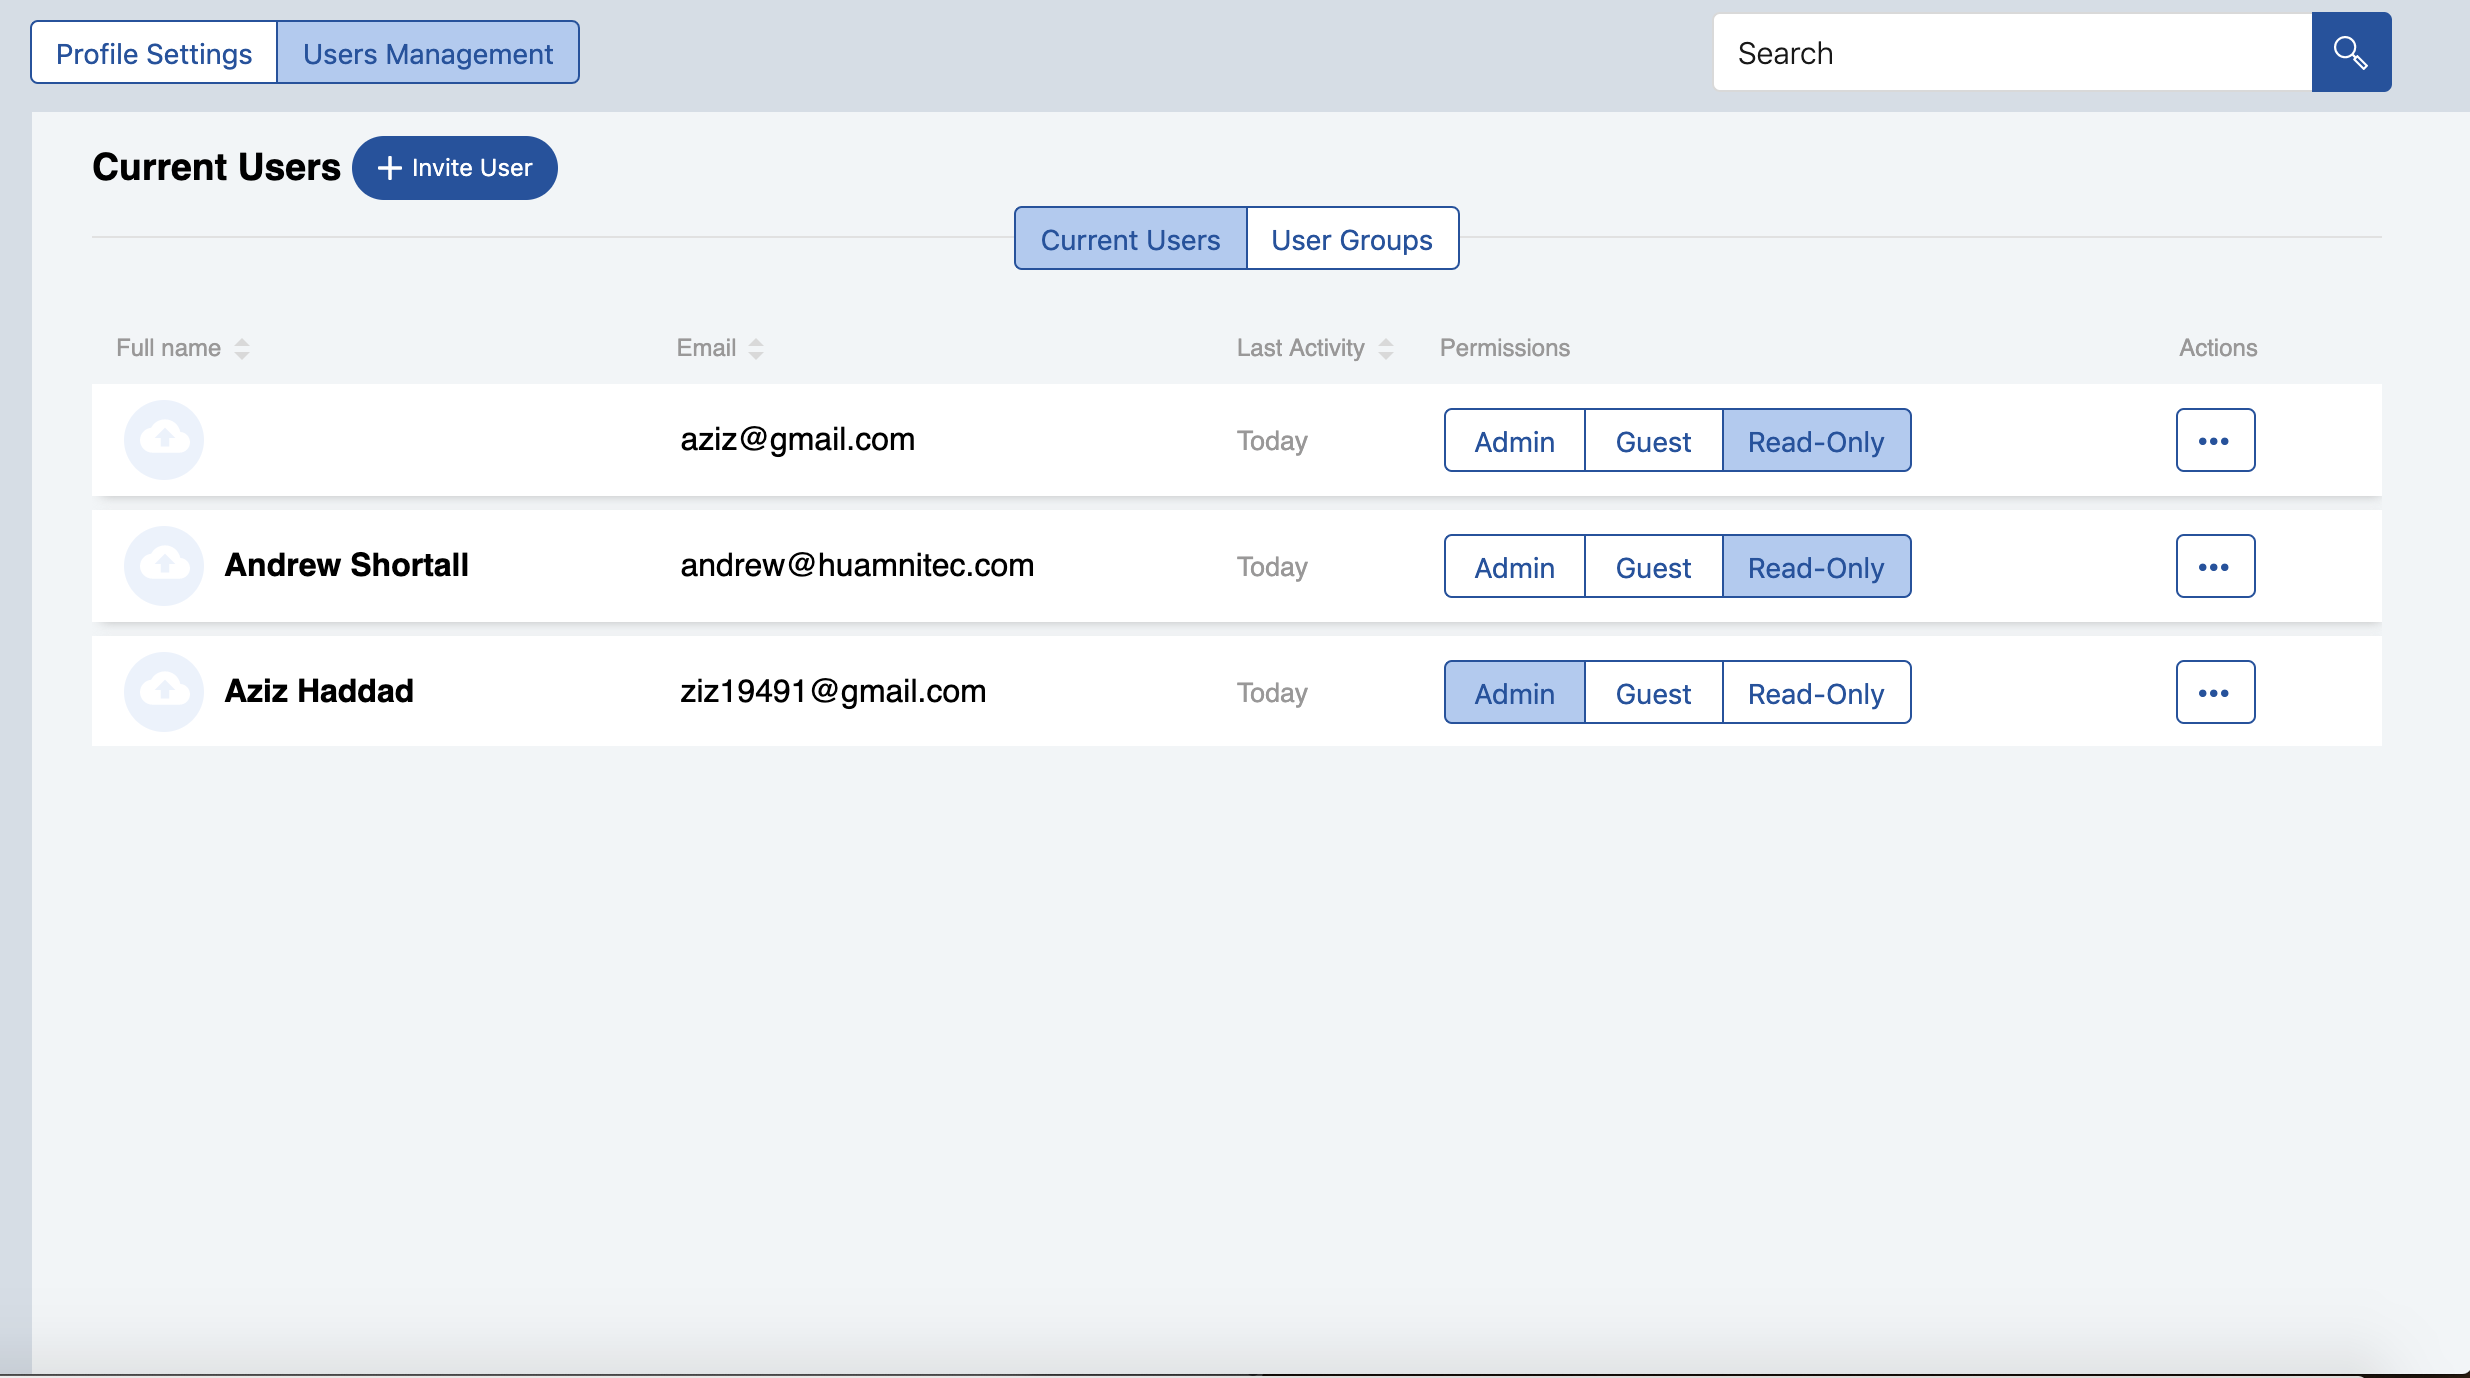 Profile Settings Users Management Search
Current Users + Invite User
Current Users User Groups
Full name Email Last Activity Permissions Actions
aziz@gmail.com Today Admin Guest Read-Only •••
Andrew Shortall andrew@huamnitec.com Today Admin Guest Read-Only •••
Aziz Haddad ziz19491@gmail.com Today Admin Guest Read-Only •••